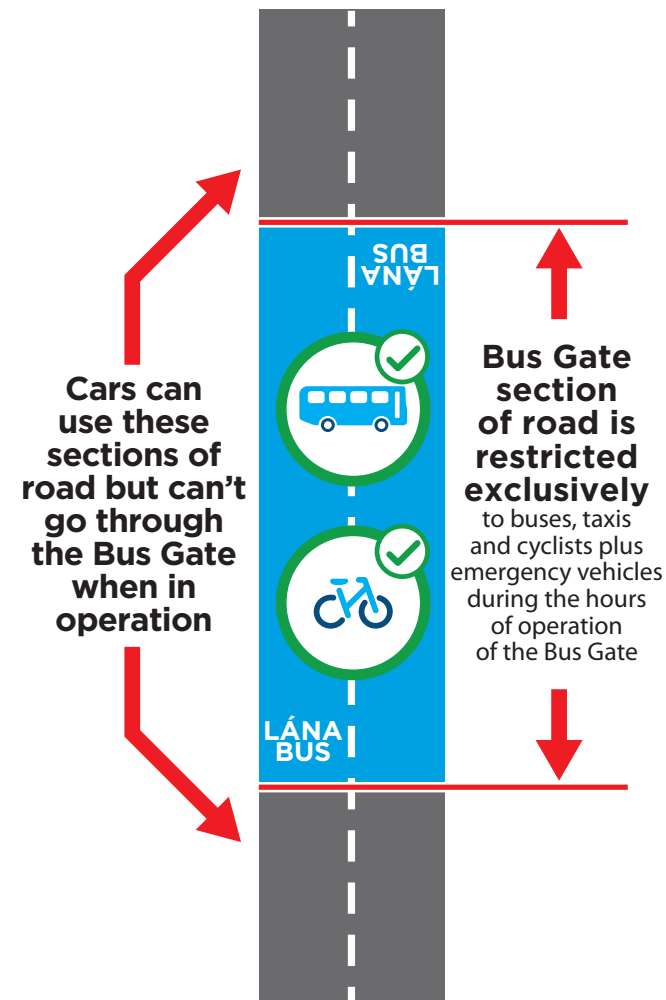 LÁNA
BUS
Cars can
use these
sections of
road but can’t
go through
the Bus Gate
when in
operation
Bus Gate
section
of road is
restricted
exclusively
to buses, taxis
and cyclists plus
emergency vehicles
during the hours
of operation
of the Bus Gate
LÁNA
BUS